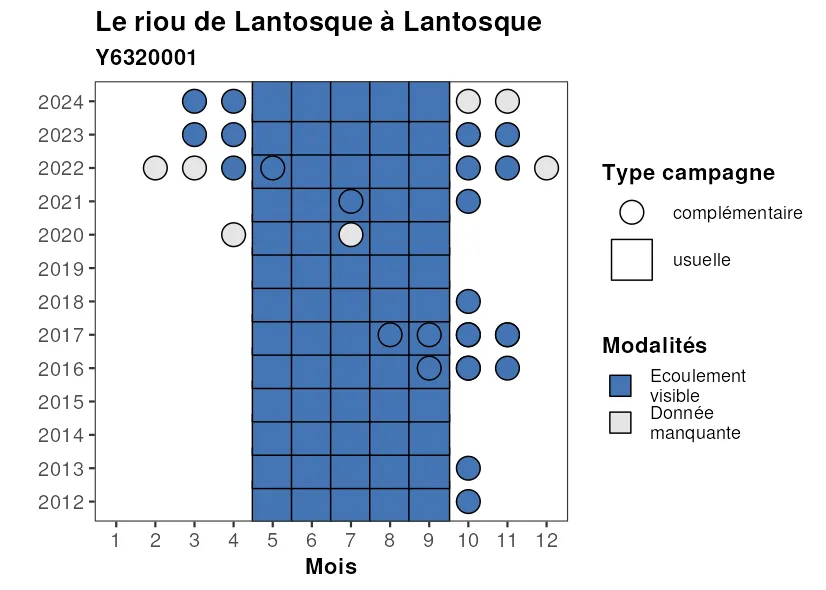 Le riou de Lantosque à Lantosque
Y6320001
2024
2023
2022
2021
2020
2019
2018
2017
2016
2015
2014
2013
2012
1 2 3 4 5 6 7 8 9 10 11 12
Mois
Type campagne
complémentaire
usuelle
Modalités
Ecoulement
visible
Donnée
manquante